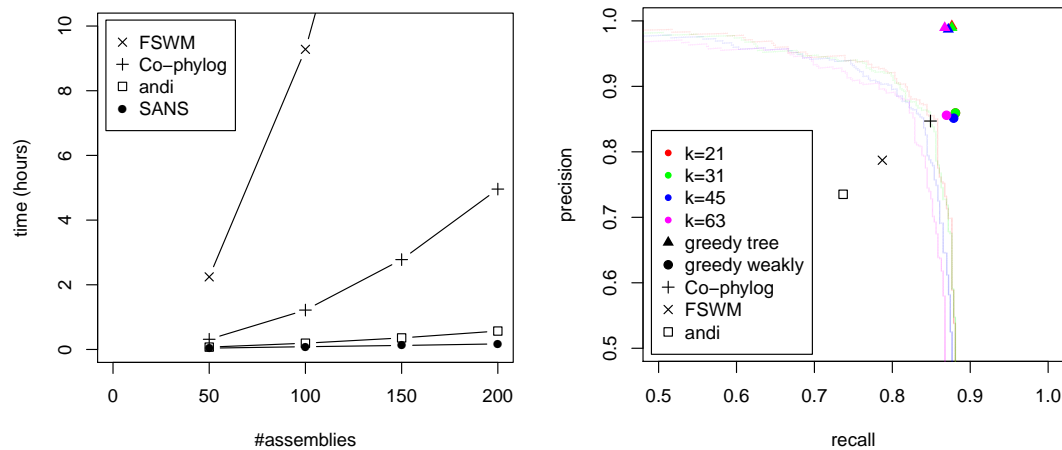 time (hours)
10
8
6
4
2
0
FSWM
Co−phylog
andi
SANS
0
50
100
150
200
#assemblies
precision
1.0
0.9
0.8
0.7
0.6
0.5
k=21
k=31
k=45
k=63
greedy tree
greedy weakly
Co−phylog
FSWM
andi
0.5
0.6
0.7
0.8
0.9
1.0
recall